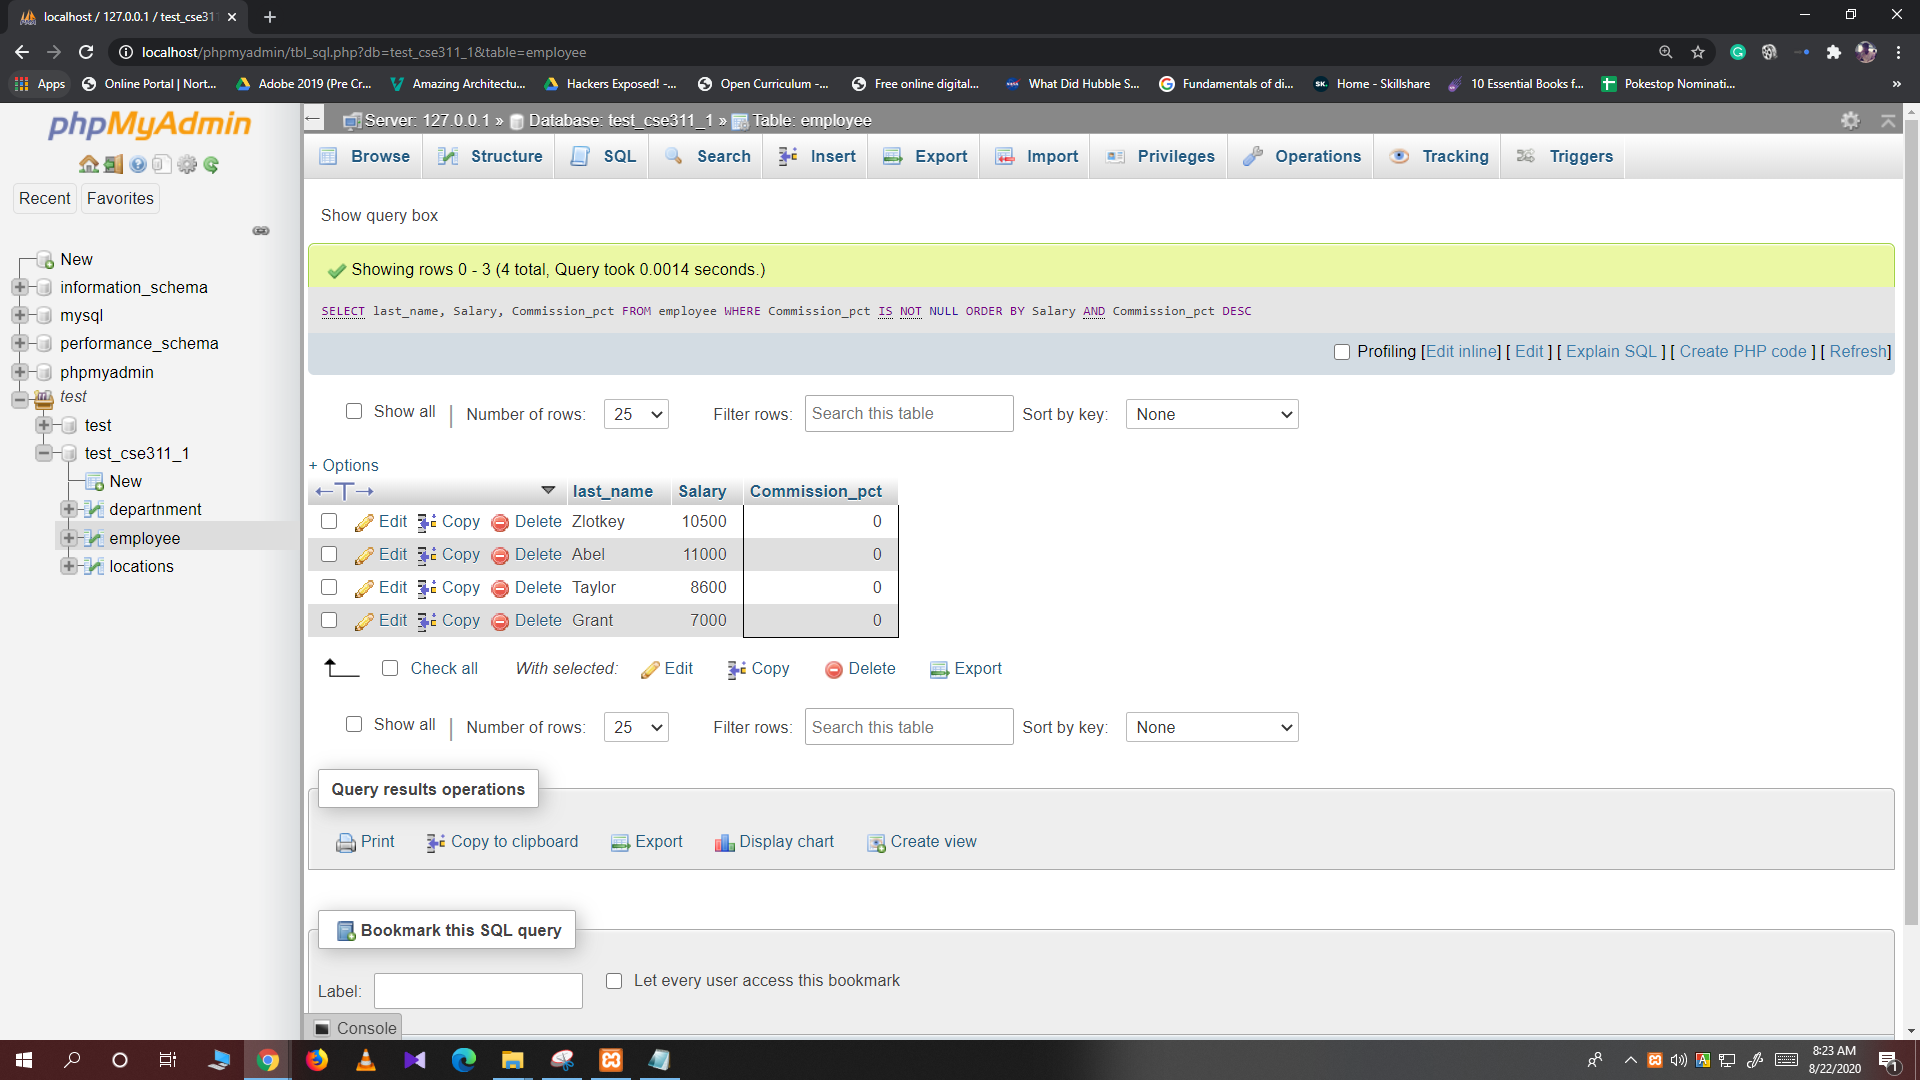 localhost / 127.0.0.1 / test_cse311
localhost/phpmyadmin/tbl_sql.php?db=test_cse311_1&table=employee
Apps
Online Portal | Nort...
Adobe 2019 (Pre Cr...
Amazing Architectu...
Hackers Exposed! -...
Open Curriculum -...
Free online digital...
What Did Hubble S...
Fundamentals of di...
Home - Skillshare
10 Essential Books f...
Pokestop Nominati...
»
phpMyAdmin
Recent
Favorites
New
information_schema
mysql
performance_schema
phpmyadmin
test
test
test_cse311_1
New
departnment
employee
locations
Server: 127.0.0.1 » Database: test_cse311_1 » Table: employee
Browse
Structure
SQL
Search
Insert
Export
Import
Privileges
Operations
Tracking
Triggers
Show query box
Showing rows 0 - 3 (4 total, Query took 0.0014 seconds.)
SELECT last_name, Salary, Commission_pct FROM employee WHERE Commission_pct IS NOT NULL ORDER BY Salary AND Commission_pct DESC
Profiling [Edit inline] [ Edit ] [ Explain SQL ] [ Create PHP code ] [ Refresh]
Show all | Number of rows: 25 Filter rows: Search this table Sort by key: None
+ Options
←T→ last_name Salary Commission_pct
Edit Copy Delete Zlotkey 10500 0
Edit Copy Delete Abel 11000 0
Edit Copy Delete Taylor 8600 0
Edit Copy Delete Grant 7000 0
Check all With selected: Edit Copy Delete Export
Show all | Number of rows: 25 Filter rows: Search this table Sort by key: None
Query results operations
Print Copy to clipboard Export Display chart Create view
Bookmark this SQL query
Label: Let every user access this bookmark
Console
8:23 AM
8/22/2020
1